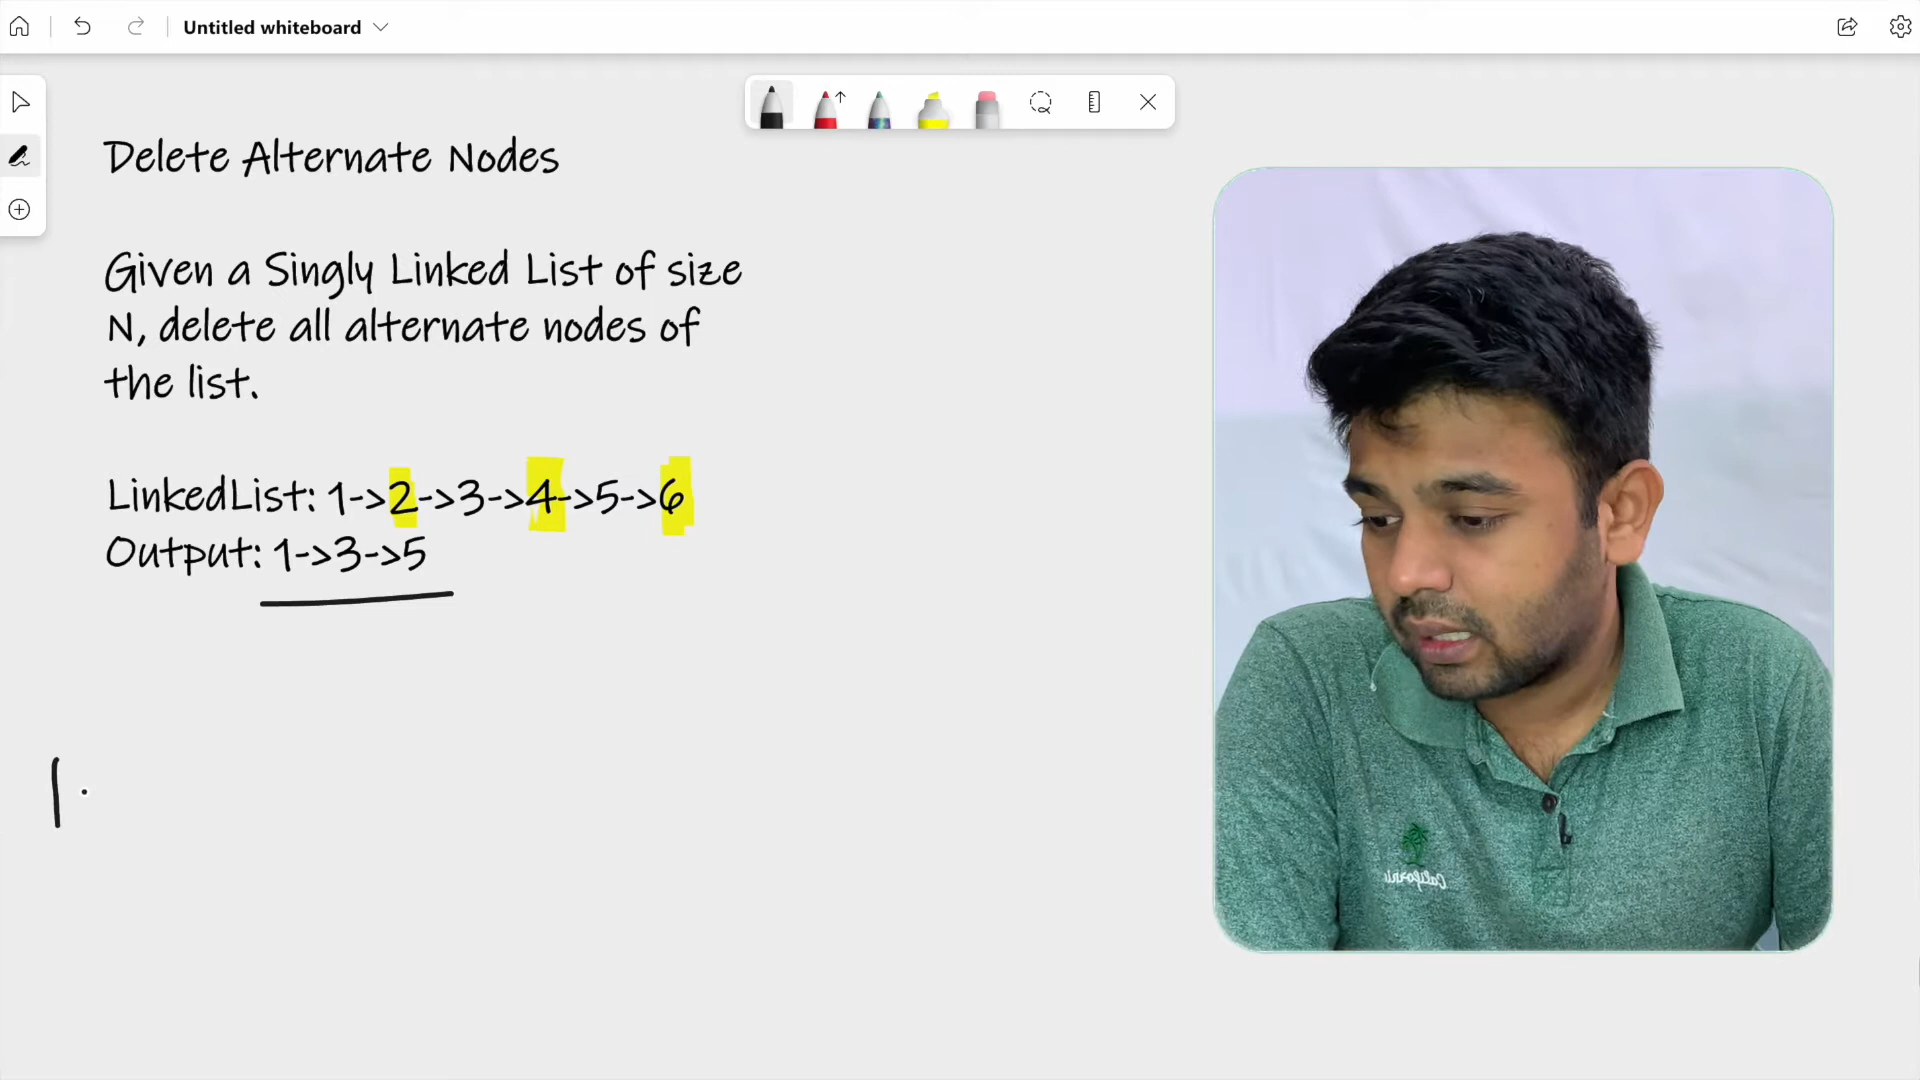 Untitled whiteboard
Delete Alternate Nodes
Given a Singly Linked List of size
N, delete all alternate nodes of
the list.
LinkedList: 1->2->3->4->5->6
Output: 1->3->5